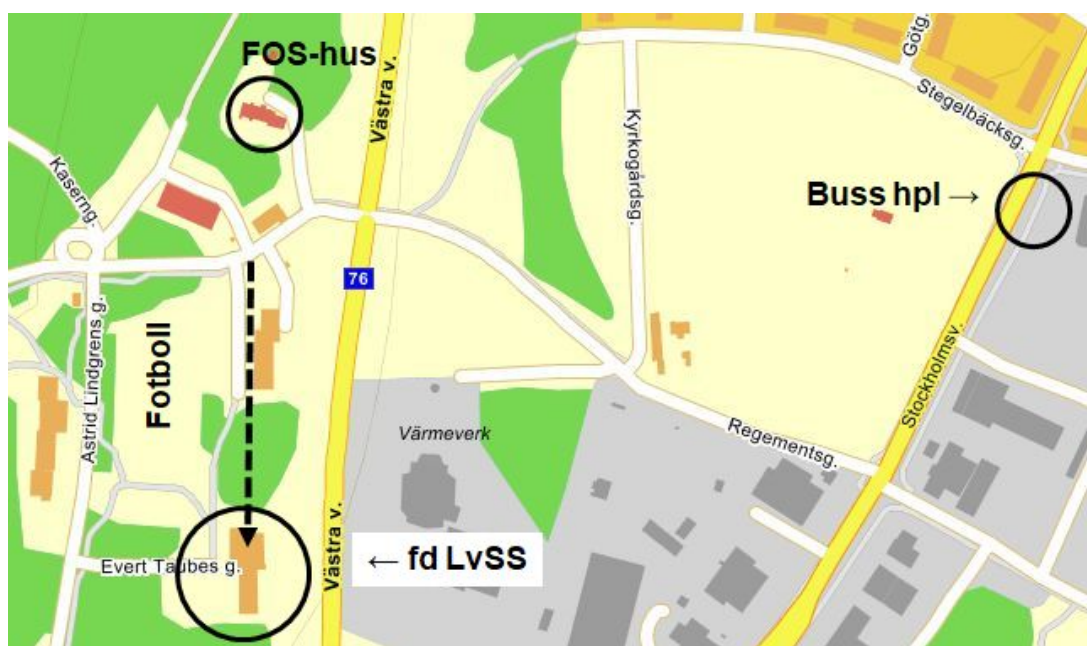 FOS-hus
Västra v.
Götg.
Stegelbäcksg.
Kaserng.
Kyrkogårdsg.
Buss hpl →
76
Fotboll
Astrid Lindgrens g.
Stockholmsv.
Värmeverk
Regementsg.
Västra v.
← fd LvSS
Evert Taubes g.